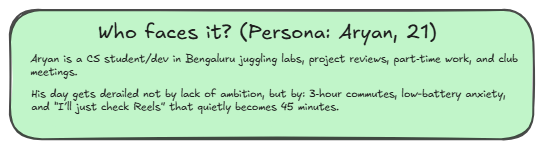 Who faces it? (Persona: Aryan, 21)
Aryan is a CS student/dev in Bengaluru juggling labs, project reviews, part-time work, and club
meetings.
His day gets derailed not by lack of ambition, but by: 3-hour commutes, low-battery anxiety,
and "I'll just check Reels" that quietly becomes 45 minutes.